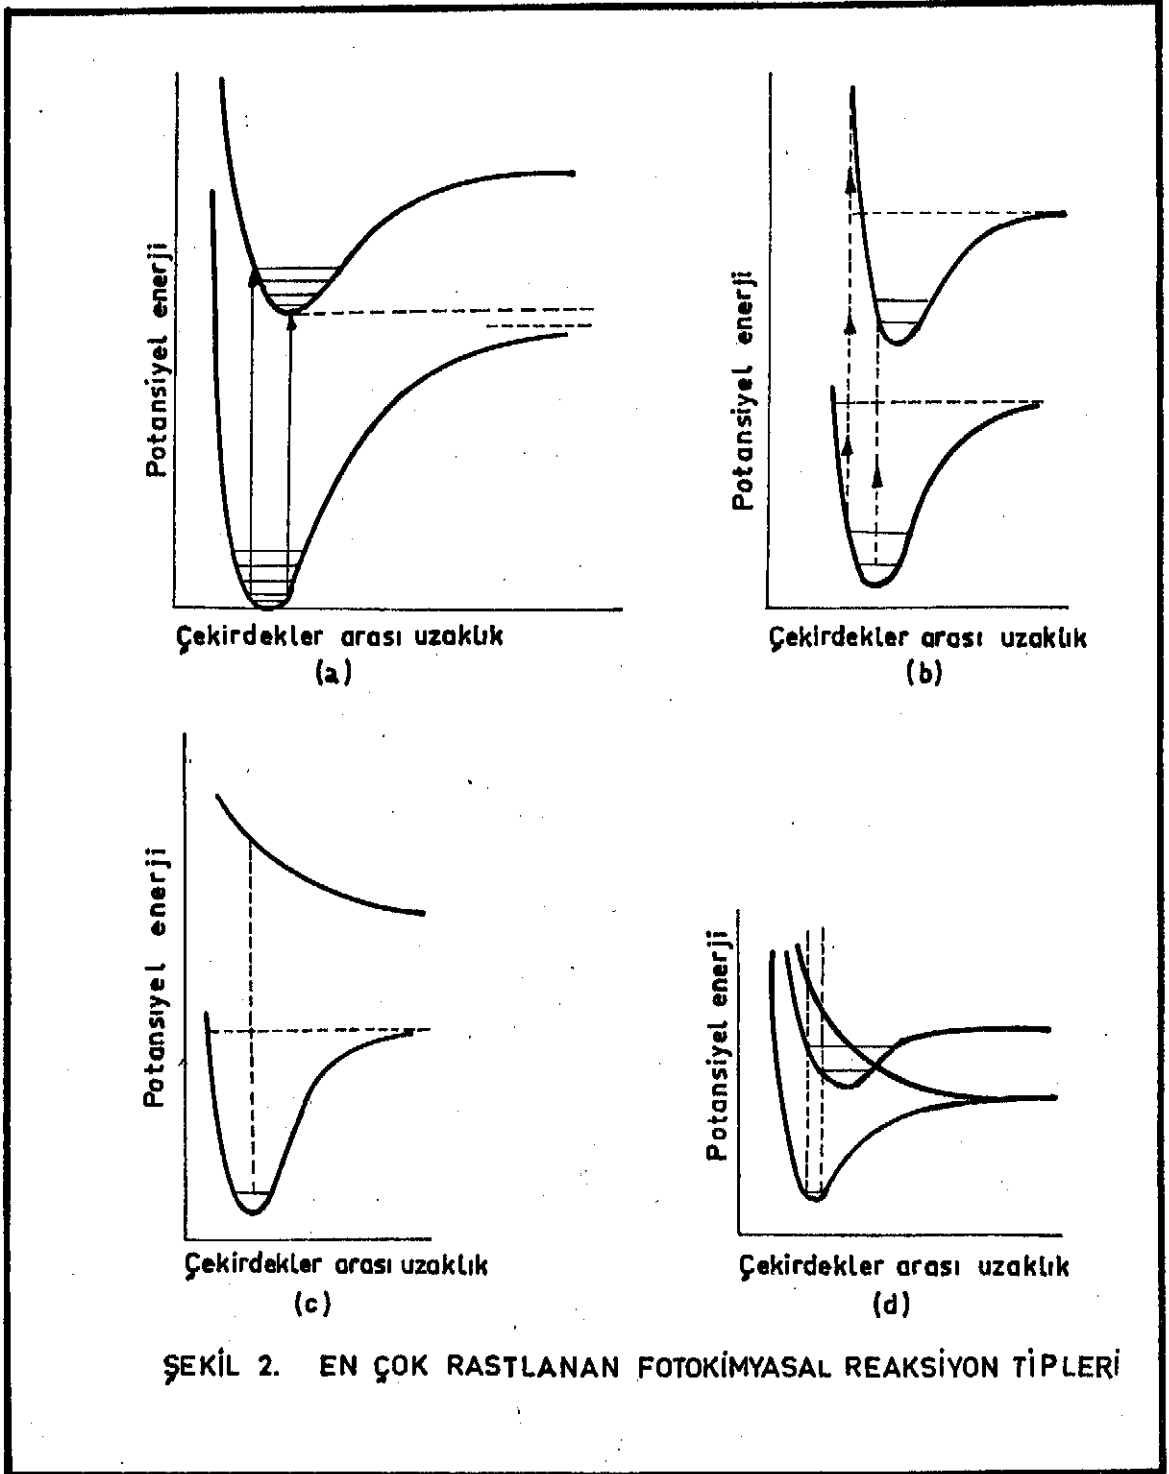 Potansiyel enerji
Çekirdekler arası uzaklık
(a)
Potansiyel enerji
Çekirdekler arası uzaklık
(b)
Potansiyel enerji
Çekirdekler arası uzaklık
(c)
Potansiyel enerji
Çekirdekler arası uzaklık
(d)
ŞEKİL 2. EN ÇOK RASTLANAN FOTOKİMYASAL REAKSİYON TİPLERİ